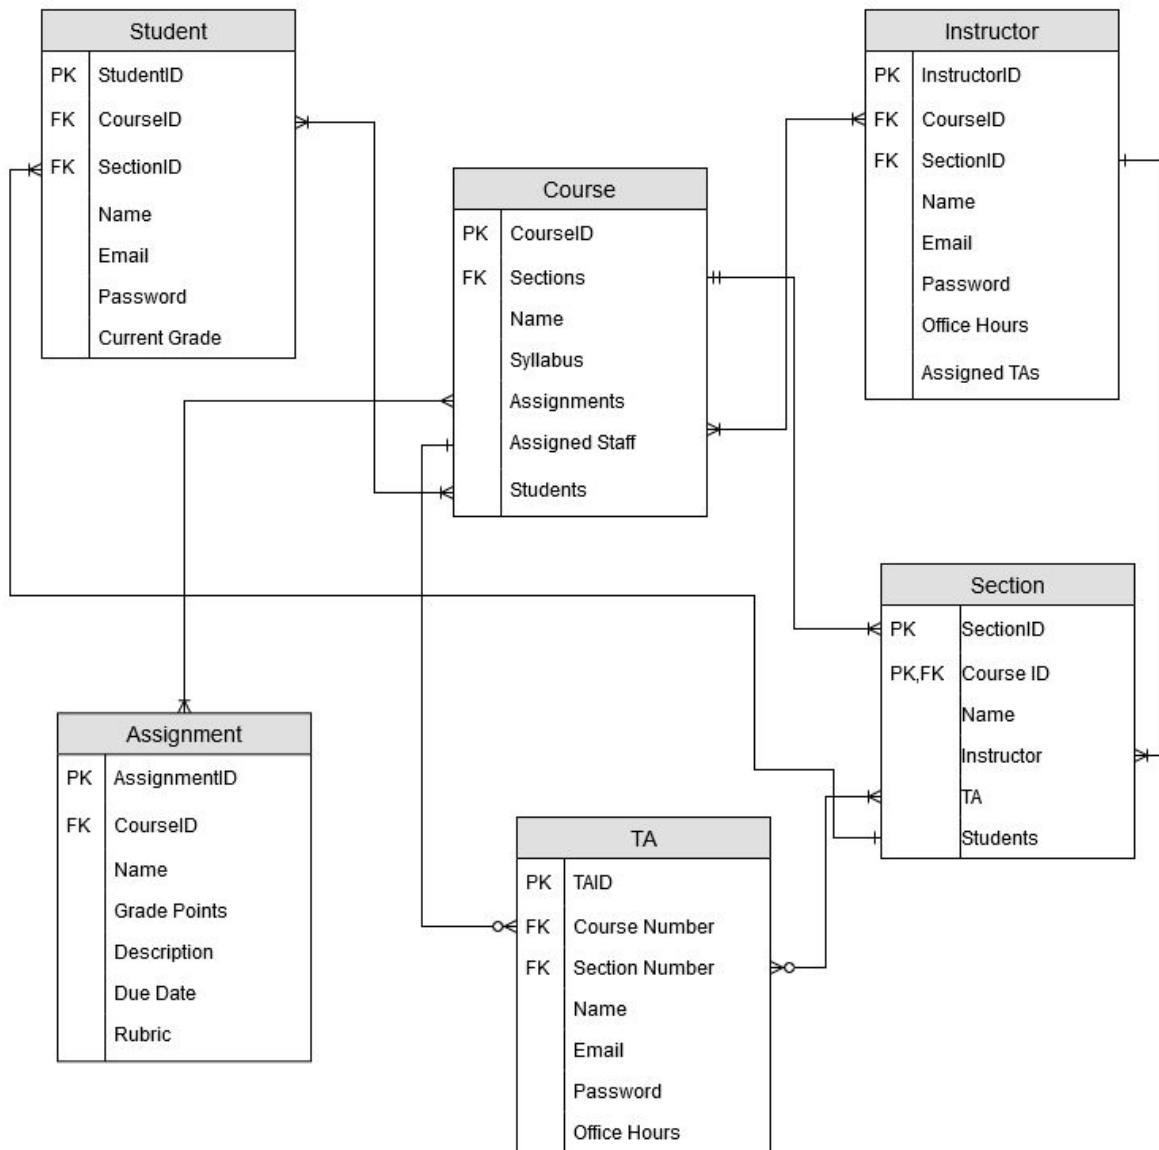 Student
PK StudentID
FK CourseID
FK SectionID
Name
Email
Password
Current Grade
Instructor
PK InstructorID
FK CourseID
FK SectionID
Name
Email
Password
Office Hours
Assigned TAs
Course
PK CourseID
FK Sections
Name
Syllabus
Assignments
Assigned Staff
Students
Section
PK SectionID
PK,FK Course ID
Name
Instructor
TA
Students
Assignment
PK AssignmentID
FK CourseID
Name
Grade Points
Description
Due Date
Rubric
TA
PK TAID
FK Course Number
FK Section Number
Name
Email
Password
Office Hours